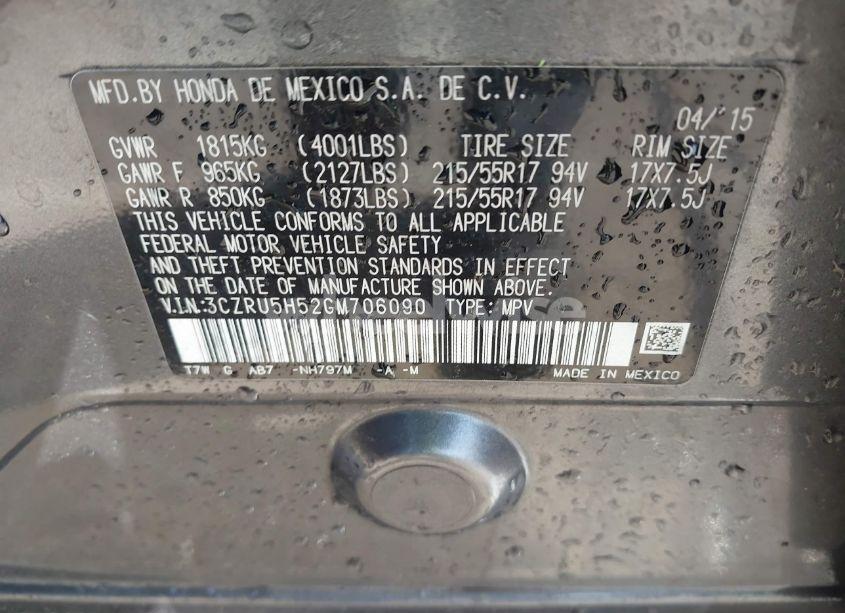 MFD.BY HONDA DE MEXICO S.A. DE C.V.
04/'15
GVWR 1815KG (4001LBS) TIRE SIZE RIM SIZE
GAWR F 965KG (2127LBS) 215/55R17 94V 17X7.5J
GAWR R 850KG (1873LBS) 215/55R17 94V 17X7.5J
THIS VEHICLE CONFORMS TO ALL APPLICABLE
FEDERAL MOTOR VEHICLE SAFETY
AND THEFT PREVENTION STANDARDS IN EFFECT
ON THE DATE OF MANUFACTURE SHOWN ABOVE.
V.I.N:3CZRU5H52GM706090 TYPE: MPV
T7W G AB7 -NH797M -A -M MADE IN MEXICO